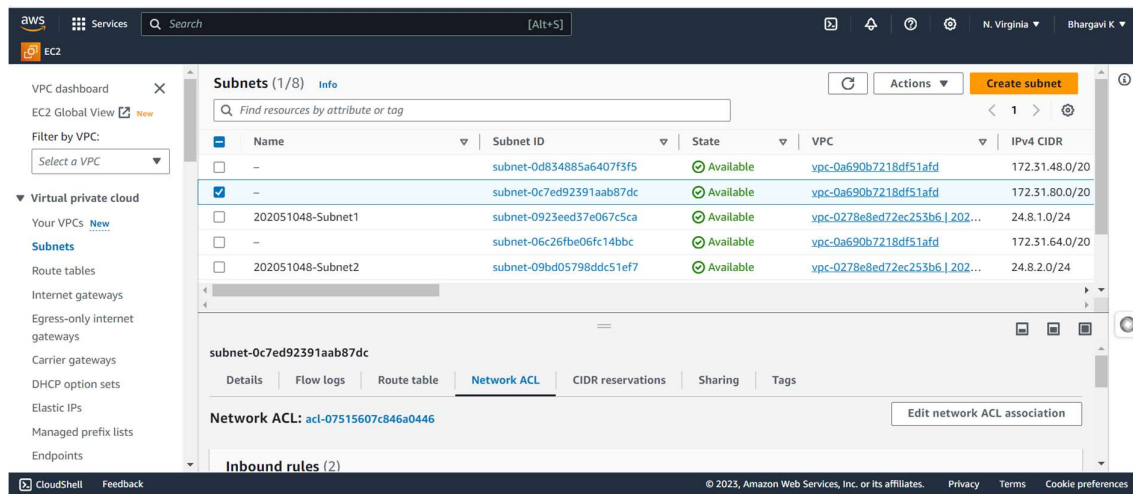 aws Services Search [Alt+S] N. Virginia ▼ Bhargavi K ▼
EC2
VPC dashboard
EC2 Global View New
Filter by VPC:
Select a VPC
Virtual private cloud
Your VPCs New
Subnets
Route tables
Internet gateways
Egress-only internet
gateways
Carrier gateways
DHCP option sets
Elastic IPs
Managed prefix lists
Endpoints
Subnets (1/8) Info Actions Create subnet
Find resources by attribute or tag 1
Name Subnet ID State VPC IPv4 CIDR
– subnet-0d834885a6407f3f5 Available vpc-0a690b7218df51afd 172.31.48.0/20
– subnet-0c7ed92391aab87dc Available vpc-0a690b7218df51afd 172.31.80.0/20
202051048-Subnet1 subnet-0923eed37e067c5ca Available vpc-0278e8ed72ec253b6 | 202... 24.8.1.0/24
– subnet-06c26fbe06fc14bbc Available vpc-0a690b7218df51afd 172.31.64.0/20
202051048-Subnet2 subnet-09bd05798ddc51ef7 Available vpc-0278e8ed72ec253b6 | 202... 24.8.2.0/24
subnet-0c7ed92391aab87dc
Details Flow logs Route table Network ACL CIDR reservations Sharing Tags
Network ACL: acl-07515607c846a0446 Edit network ACL association
Inbound rules (2)
CloudShell Feedback © 2023, Amazon Web Services, Inc. or its affiliates. Privacy Terms Cookie preferences